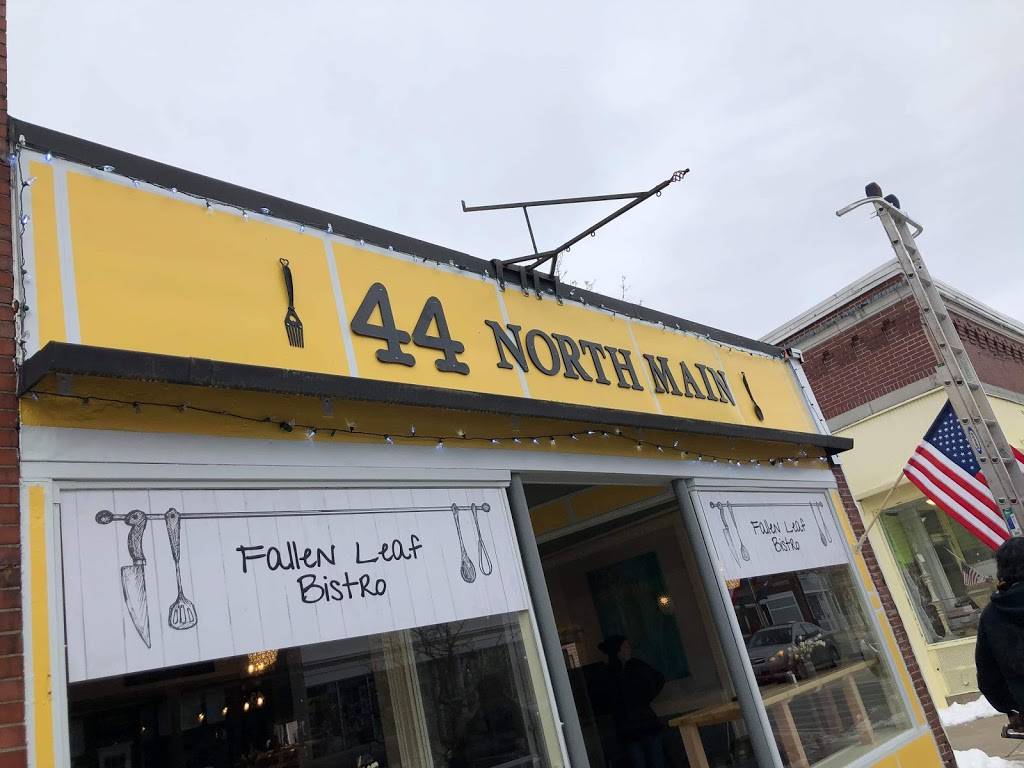 44 NORTH MAIN
Fallen Leaf
Bistro
Fallen Leaf
Bistro